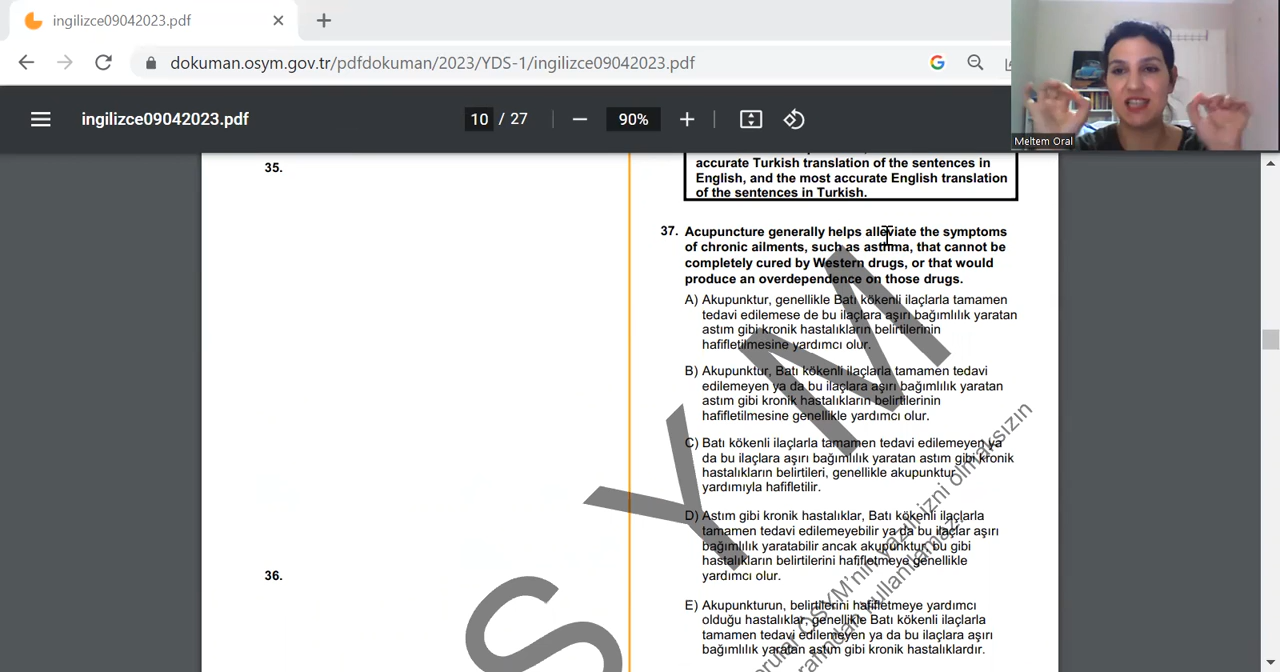 ingilizce09042023.pdf
dokuman.osym.gov.tr/pdfdokuman/2023/YDS-1/ingilizce09042023.pdf
ingilizce09042023.pdf
10 / 27
90%
Meltem Oral
35.
accurate Turkish translation of the sentences in
English, and the most accurate English translation
of the sentences in Turkish.
37. Acupuncture generally helps alleviate the symptoms
of chronic ailments, such as asthma, that cannot be
completely cured by Western drugs, or that would
produce an overdependence on those drugs.
A) Akupunktur, genellikle Batı kökenli ilaçlarla tamamen
tedavi edilemese de bu ilaçlara aşırı bağımlılık yaratan
astım gibi kronik hastalıkların belirtilerinin
hafifletilmesine yardımcı olur.
B) Akupunktur, Batı kökenli ilaçlarla tamamen tedavi
edilemeyen ya da bu ilaçlara aşırı bağımlılık yaratan
astım gibi kronik hastalıkların belirtilerinin
hafifletilmesine genellikle yardımcı olur.
C) Batı kökenli ilaçlarla tamamen tedavi edilemeyen ya
da bu ilaçlara aşırı bağımlılık yaratan astım gibi kronik
hastalıkların belirtileri, genellikle akupunktur
yardımıyla hafifletilir.
D) Astım gibi kronik hastalıklar, Batı kökenli ilaçlarla
tamamen tedavi edilemeyebilir ya da bu ilaçlar aşırı
bağımlılık yaratabilir ancak akupunktur, bu gibi
hastalıkların belirtilerini hafifletmeye genellikle
yardımcı olur.
36.
E) Akupunkturun, belirtilerini hafifletmeye yardımcı
olduğu hastalıklar, genellikle Batı kökenli ilaçlarla
tamamen tedavi edilemeyen ya da bu ilaçlara aşırı
bağımlılık yaratan astım gibi kronik hastalıklardır.
SYM
ÖSYM'nin yazılı izni olmaksızın
kullanılamaz.